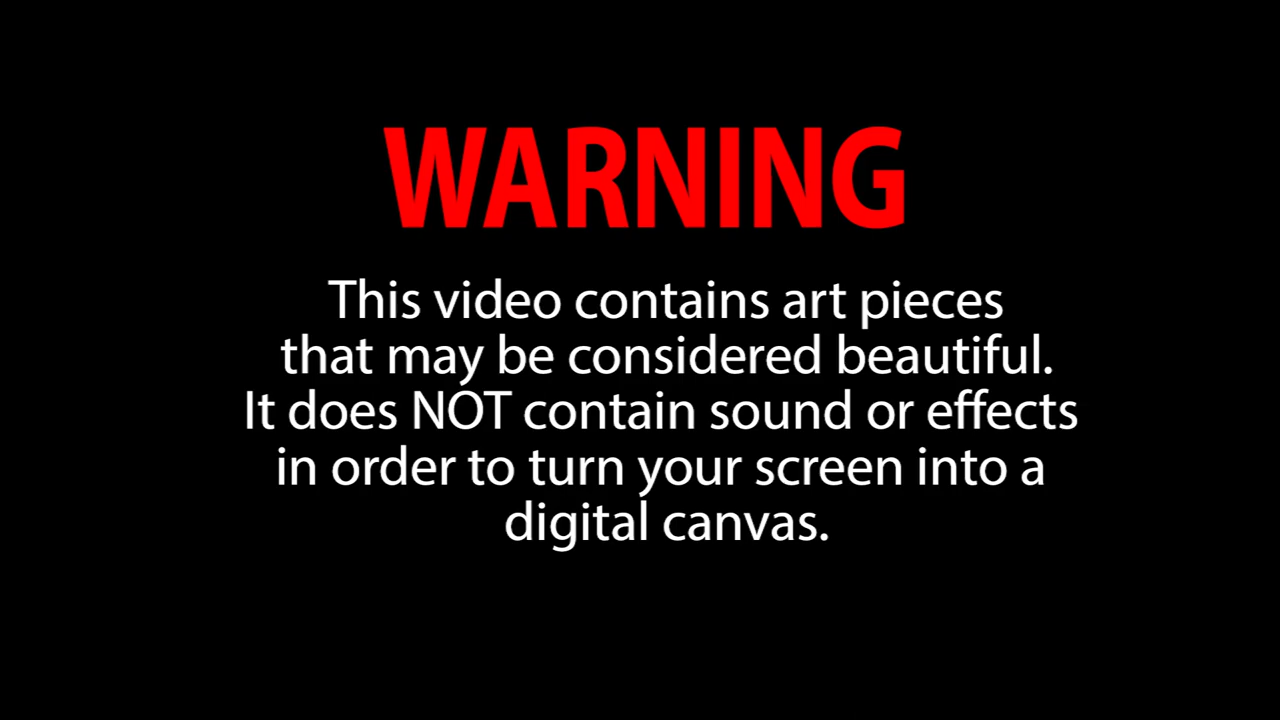 WARNING
This video contains art pieces
that may be considered beautiful.
It does NOT contain sound or effects
in order to turn your screen into a
digital canvas.